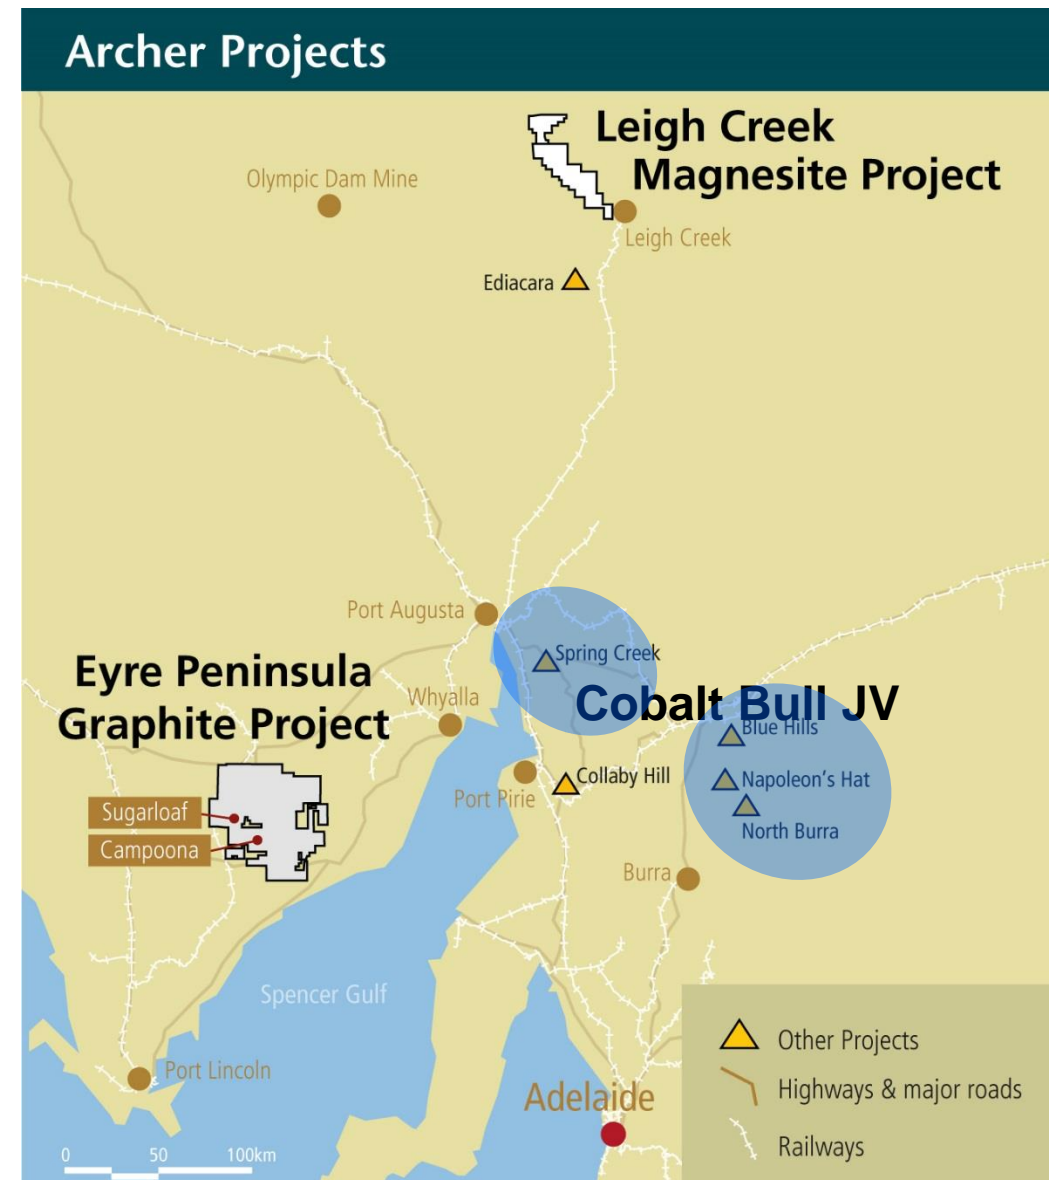 Archer Projects
Leigh Creek
Magnesite Project
Olympic Dam Mine
Leigh Creek
Ediacara
Port Augusta
Spring Creek
Eyre Peninsula
Graphite Project
Whyalla
Cobalt Bull JV
Blue Hills
Port Pirie
Collaby Hill
Napoleon's Hat
Sugarloaf
North Burra
Campoona
Burra
Spencer Gulf
Other Projects
Port Lincoln
Adelaide
Highways & major roads
Railways
0 50 100km